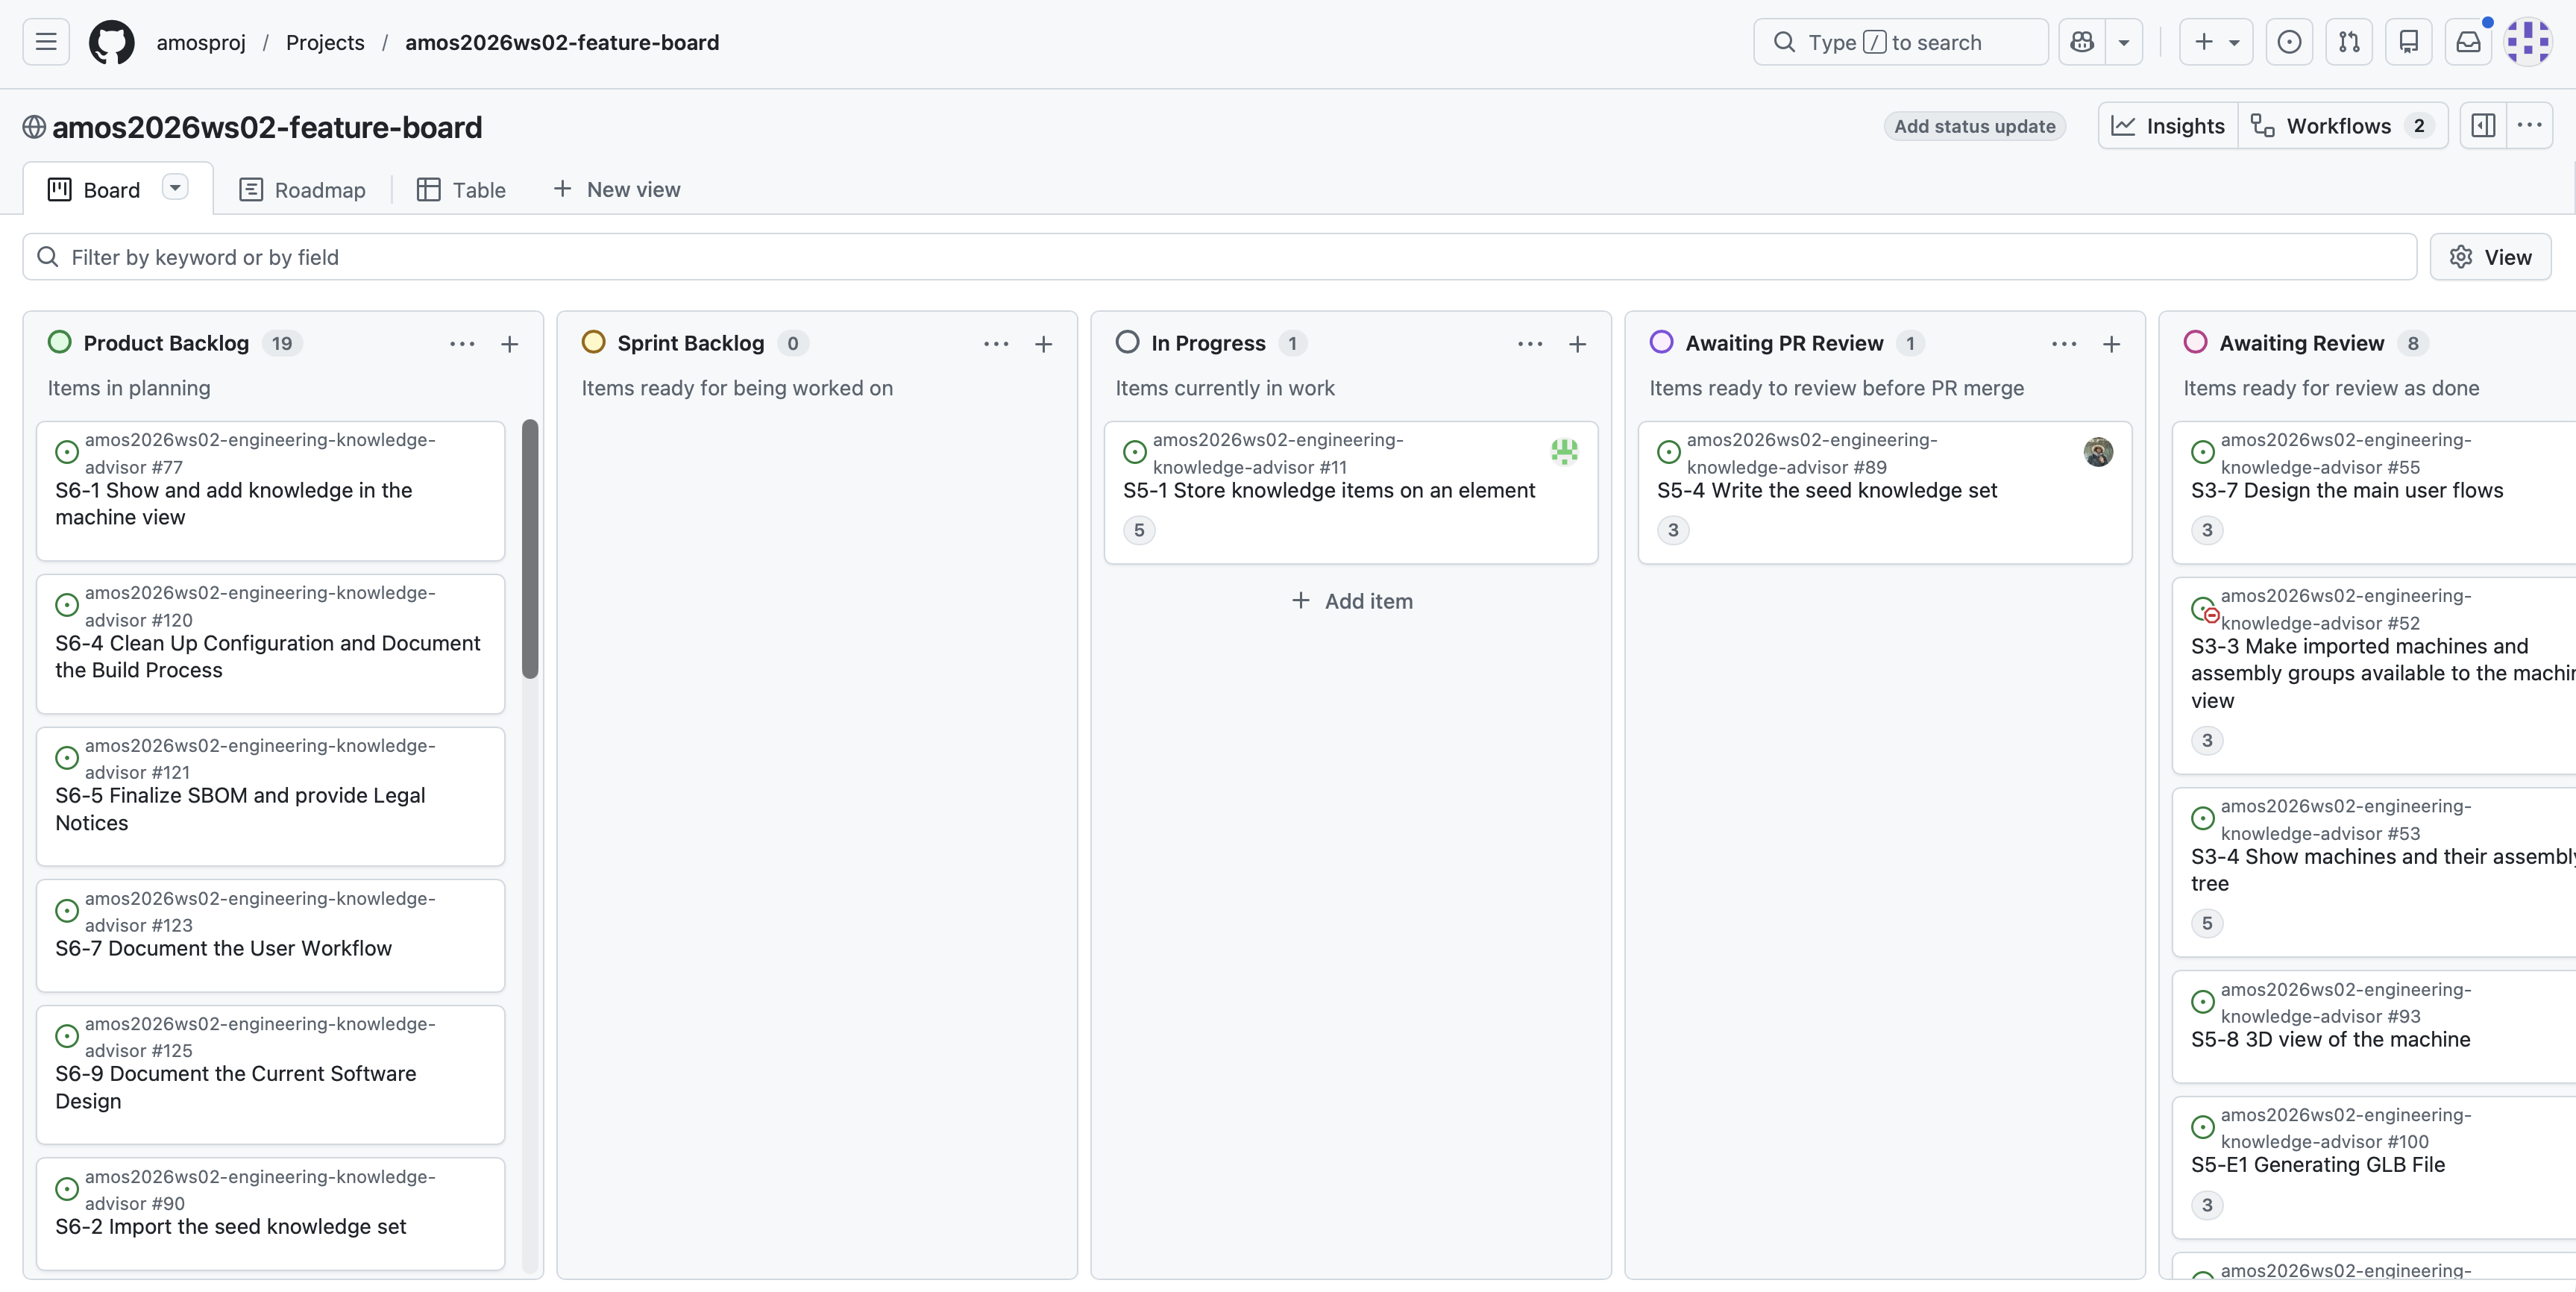 amosproj / Projects / amos2026ws02-feature-board
Type / to search
amos2026ws02-feature-board
Add status update
Insights
Workflows 2
Board
Roadmap
Table
New view
Filter by keyword or by field
View
Product Backlog 19
Items in planning
amos2026ws02-engineering-knowledge-
advisor #77
S6-1 Show and add knowledge in the
machine view
amos2026ws02-engineering-knowledge-
advisor #120
S6-4 Clean Up Configuration and Document
the Build Process
amos2026ws02-engineering-knowledge-
advisor #121
S6-5 Finalize SBOM and provide Legal
Notices
amos2026ws02-engineering-knowledge-
advisor #123
S6-7 Document the User Workflow
amos2026ws02-engineering-knowledge-
advisor #125
S6-9 Document the Current Software
Design
amos2026ws02-engineering-knowledge-
advisor #90
S6-2 Import the seed knowledge set
Sprint Backlog 0
Items ready for being worked on
In Progress 1
Items currently in work
amos2026ws02-engineering-
knowledge-advisor #11
S5-1 Store knowledge items on an element
5
Add item
Awaiting PR Review 1
Items ready to review before PR merge
amos2026ws02-engineering-
knowledge-advisor #89
S5-4 Write the seed knowledge set
3
Awaiting Review 8
Items ready for review as done
amos2026ws02-engineering-
knowledge-advisor #55
S3-7 Design the main user flows
3
amos2026ws02-engineering-
knowledge-advisor #52
S3-3 Make imported machines and
assembly groups available to the machin
view
3
amos2026ws02-engineering-
knowledge-advisor #53
S3-4 Show machines and their assembly
tree
5
amos2026ws02-engineering-
knowledge-advisor #93
S5-8 3D view of the machine
amos2026ws02-engineering-
knowledge-advisor #100
S5-E1 Generating GLB File
3
amos2026ws02-engineering-